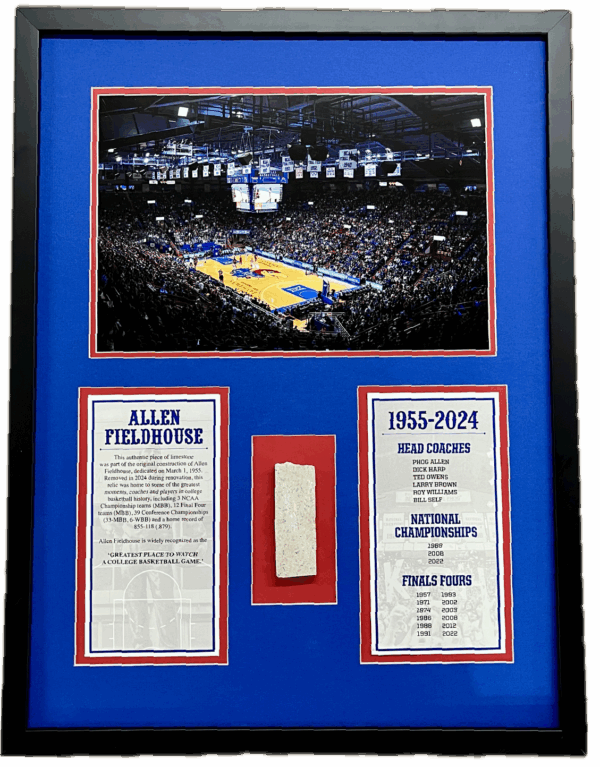 ALLEN
FIELDHOUSE
This authentic piece of limestone
was part of the original construction of Allen
Fieldhouse, dedicated on March 1, 1955.
Removed in 2024 during renovation, this
relic was home to some of the greatest
moments, coaches and players in college
basketball history, including 3 NCAA
Championship teams (MBB), 12 Final Four
teams (MBB), 39 Conference Championships
(33-MBB, 6-WBB) and a home record of
855-118 (.879).
Allen Fieldhouse is widely recognized as the
"GREATEST PLACE TO WATCH
A COLLEGE BASKETBALL GAME."
1955-2024
HEAD COACHES
PHOG ALLEN
DICK HARP
TED OWENS
LARRY BROWN
ROY WILLIAMS
BILL SELF
NATIONAL
CHAMPIONSHIPS
1988
2008
2022
FINALS FOURS
1957 1993
1971 2002
1974 2003
1986 2008
1988 2012
1991 2022